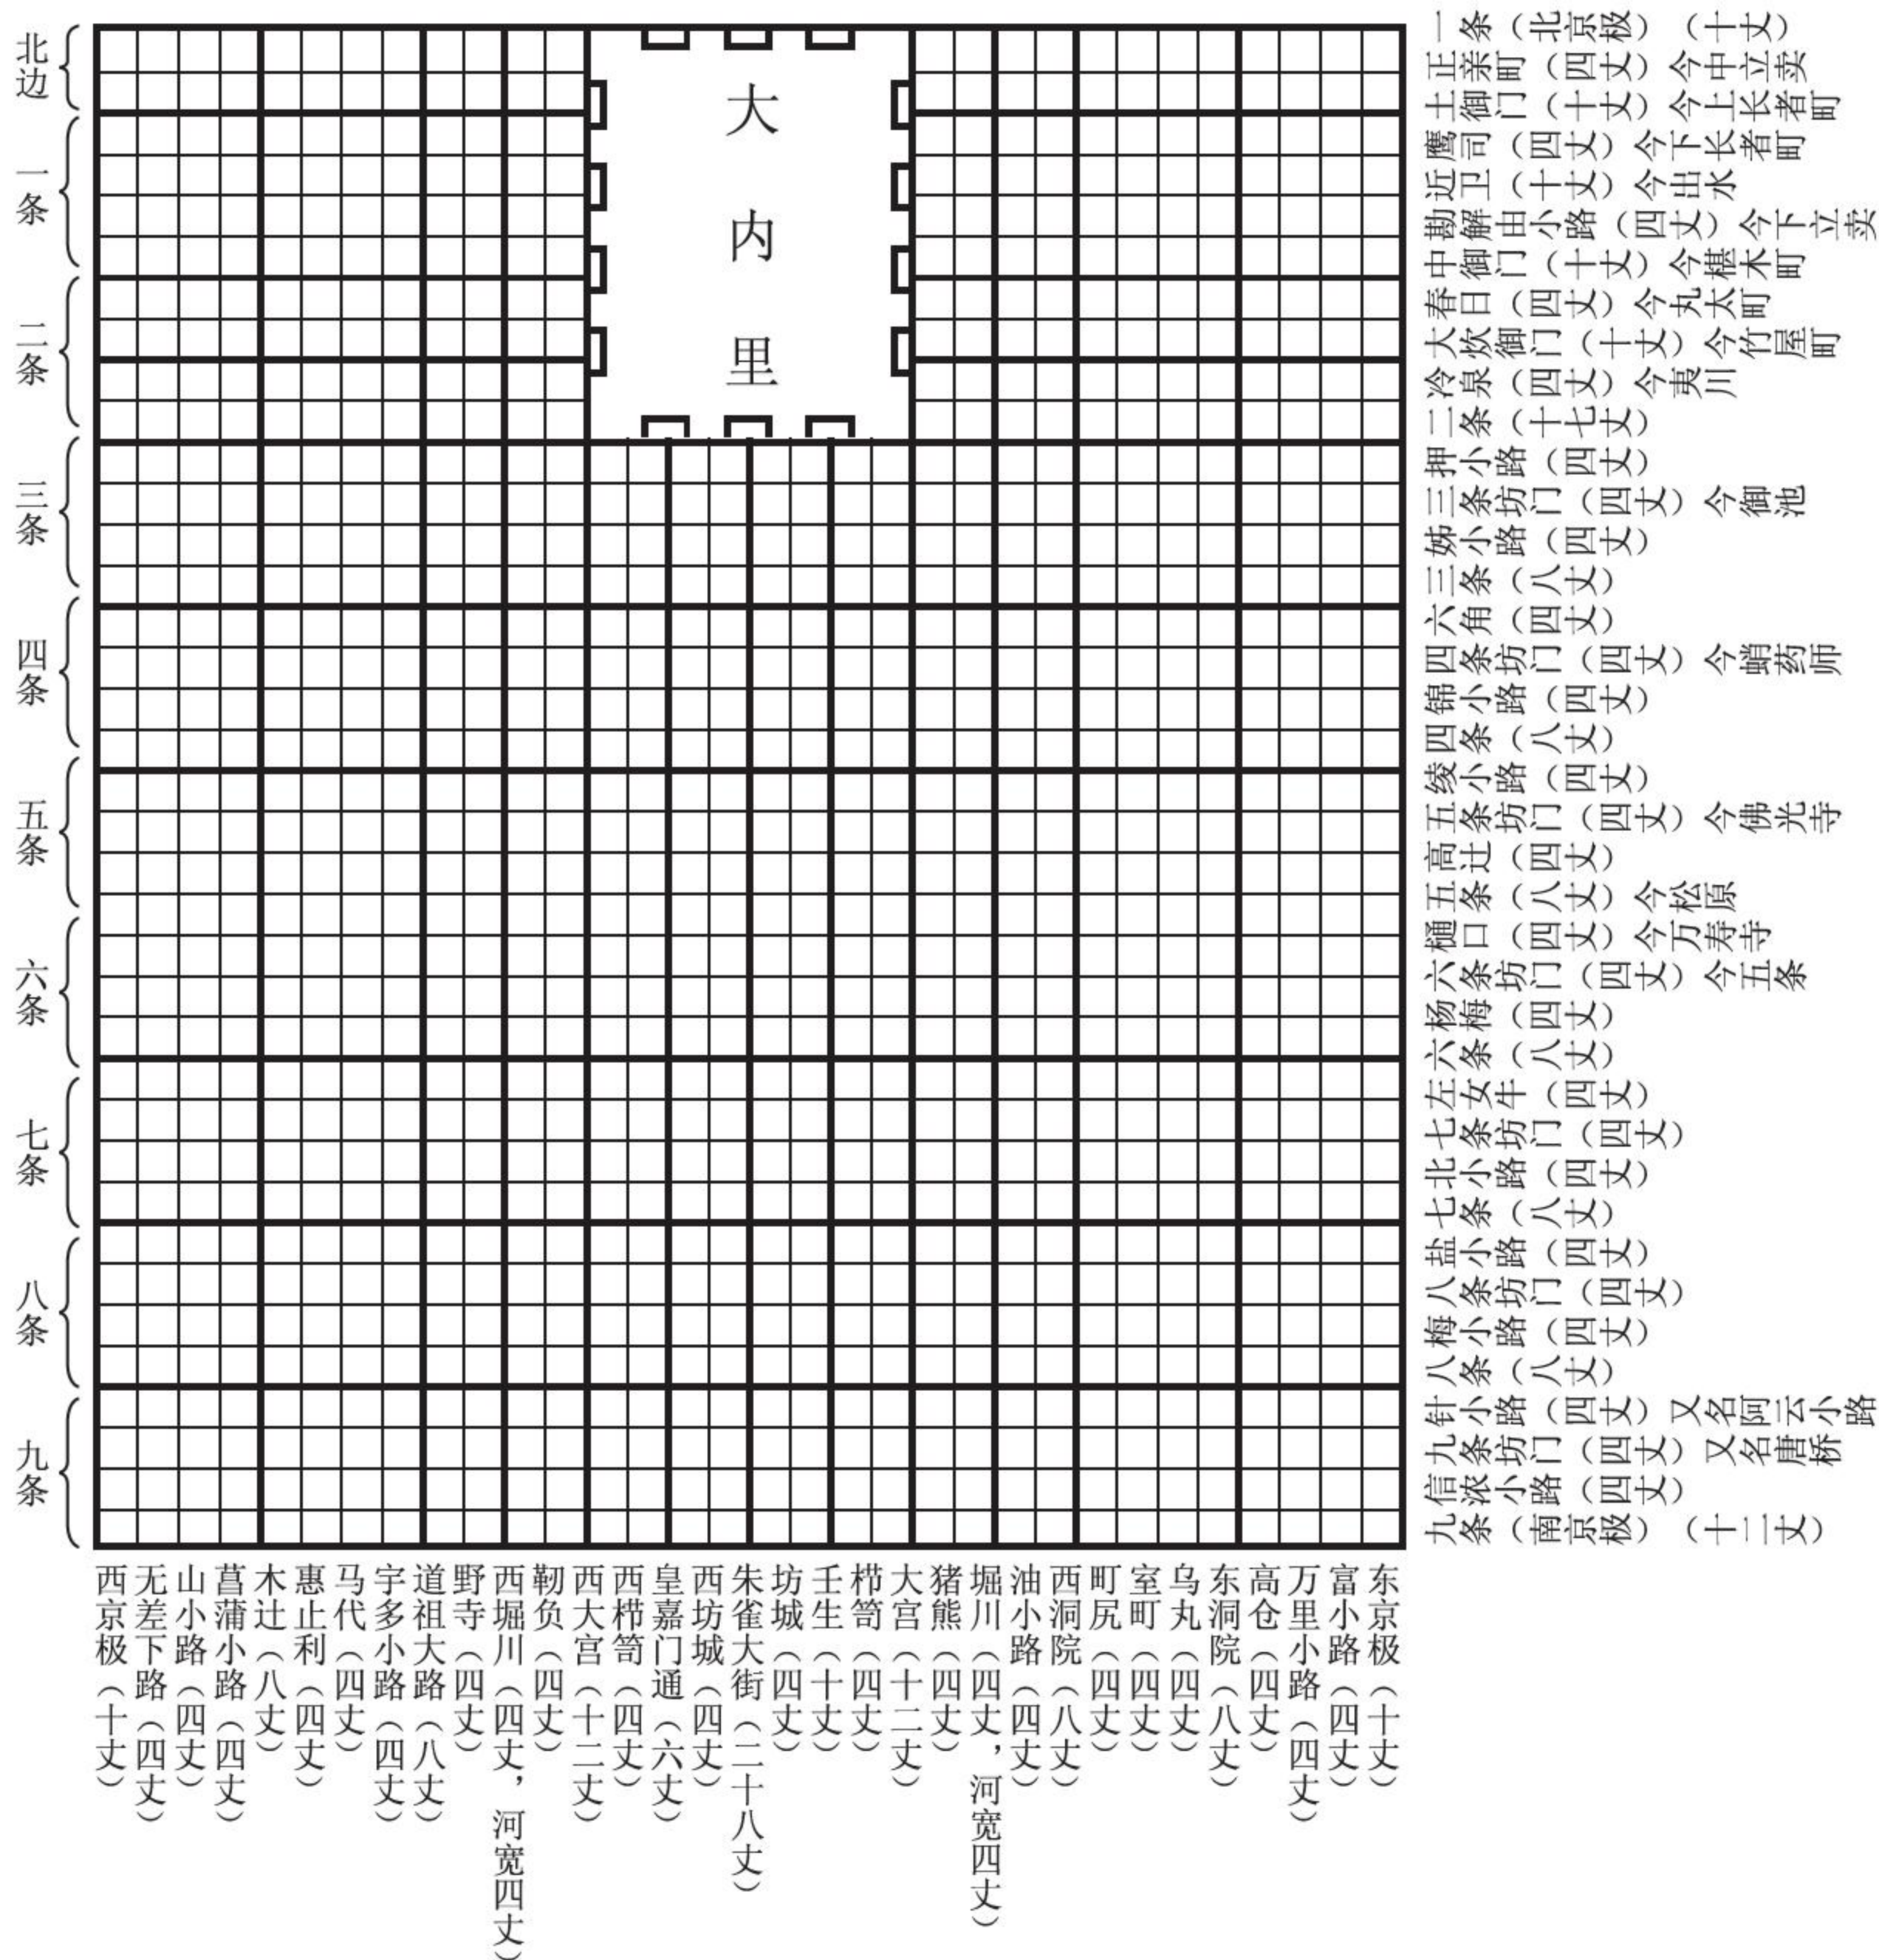 北边
一条
二条
三条
四条
五条
六条
七条
八条
九条
大内里
一条（北京极）（十丈）
正亲町（四丈）今中立卖
土御门（十丈）今上长者町
鹰司（四丈）今下长者町
近卫（十丈）今出水
勘解由小路（四丈）今下立卖
中御门（十丈）今椹木町
春日（四丈）今丸太町
大炊御门（十丈）今竹屋町
冷泉（四丈）今夷川
二条（十七丈）
押小路（四丈）
三条坊门（四丈）今御池
姊小路（四丈）
三条（八丈）
六角（四丈）
四条坊门（四丈）今蛸药师
锦小路（四丈）
四条（八丈）
绫小路（四丈）
五条坊门（四丈）今佛光寺
高辻（四丈）
五条（八丈）今松原
樋口（四丈）今万寿寺
六条坊门（四丈）今五条
杨梅（四丈）
六条（八丈）
左女牛（四丈）
七条坊门（四丈）
北小路（四丈）
七条（八丈）
盐小路（四丈）
八条坊门（四丈）
梅小路（四丈）
八条（八丈）
针小路（四丈）又名阿云小路
九条坊门（四丈）又名唐桥
信浓小路（四丈）
九条（南京极）（十二丈）
西京极（十丈）
无差下路（四丈）
山小路（四丈）
菖蒲小路（四丈）
木辻（八丈）
惠止利（四丈）
马代（四丈）
宇多小路（四丈）
道祖大路（八丈）
野寺（四丈）
西堀川（四丈，河宽四丈）
靭负（四丈）
西大宫（十二丈）
西栉笥（四丈）
皇嘉门通（六丈）
西坊城（四丈）
朱雀大街（二十八丈）
坊城（四丈）
壬生（十丈）
栉笥（四丈）
大宫（十二丈）
猪熊（四丈）
堀川（四丈，河宽四丈）
油小路（四丈）
西洞院（八丈）
町尻（四丈）
室町（四丈）
乌丸（四丈）
东洞院（八丈）
高仓（四丈）
万里小路（四丈）
富小路（四丈）
东京极（十丈）